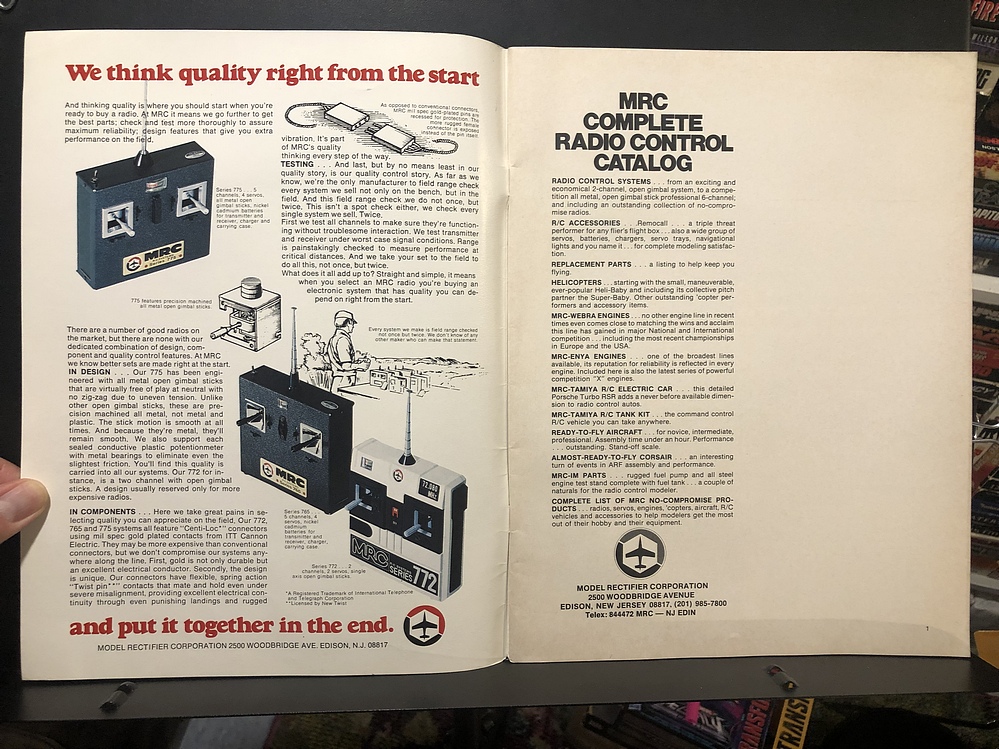 We think quality right from the start
And thinking quality is where you should start when you're
ready to buy a radio. At MRC it means we go further to get
the best parts; check and test more thoroughly to assure
maximum reliability; design features that give you extra
performance on the field.
As opposed to conventional connectors,
MRC mil spec gold-plated pins are
recessed for protection. The
more rugged female
connector is exposed
instead of the pin itself.
vibration. It's part
of MRC's quality
thinking every step of the way.
TESTING . . . And last, but by no means least in our
quality story, is our quality control story. As far as we
know, we're the only manufacturer to field range check
every system we sell not only on the bench, but in the
field. And this field range check we do not once, but
twice. This isn't a spot check either, we check every
single system we sell. Twice.
First we test all channels to make sure they're function-
ing without troublesome interaction. We test transmitter
and receiver under worst case signal conditions. Range
is painstakingly checked to measure performance at
critical distances. And we take your set to the field to
do all this, not once, but twice.
What does it all add up to? Straight and simple, it means
when you select an MRC radio you're buying an
electronic system that has quality you can de-
pend on right from the start.
Series 775 . . . 5
channels, 4 servos,
all metal open
gimbal sticks, nickel
cadmium batteries
for transmitter and
receiver, charger and
carrying case.
MRC
Series 775
775 features precision machined
all metal open gimbal sticks.
Every system we make is field range checked
not once but twice. We don't know of any
other maker who can make that statement.
There are a number of good radios on
the market, but there are none with our
dedicated combination of design, com-
ponent and quality control features. At MRC
we know better sets are made right at the start.
IN DESIGN . . . Our 775 has been engi-
neered with all metal open gimbal sticks
that are virtually free of play at neutral with
no zig-zag due to uneven tension. Unlike
other open gimbal sticks, these are pre-
cision machined all metal, not metal and
plastic. The stick motion is smooth at all
times. And because they're metal, they'll
remain smooth. We also support each
sealed conductive plastic potentiometer
with metal bearings to eliminate even the
slightest friction. You'll find this quality is
carried into all our systems. Our 772 for in-
stance, is a two channel with open gimbal
sticks. A design usually reserved only for more
expensive radios.
IN COMPONENTS . . . Here we take great pains in se-
lecting quality you can appreciate on the field. Our 772,
765 and 775 systems all feature "Centi-Loc*" connectors
using mil spec gold plated contacts from ITT Cannon
Electric. They may be more expensive than conventional
connectors, but we don't compromise our systems any-
where along the line. First, gold is not only durable but
an excellent electrical conductor. Secondly, the design
is unique. Our connectors have flexible, spring action
"Twist pin**" contacts that mate and hold even under
severe misalignment, providing excellent electrical con-
tinuity through even punishing landings and rugged
MRC
Series 765 . . .
5 channels, 4
servos, nickel
cadmium
batteries for
transmitter and
receiver, charger,
carrying case.
72.080
MHz
MRC SERIES 772
Series 772 . . . 2
channels, 2 servos, single
axis open gimbal sticks.
*A Registered Trademark of International Telephone
and Telegraph Corporation
**Licensed by New Twist
and put it together in the end.
MODEL RECTIFIER CORPORATION 2500 WOODBRIDGE AVE. EDISON, N.J. 08817
MRC
COMPLETE
RADIO CONTROL
CATALOG
RADIO CONTROL SYSTEMS . . . from an exciting and
economical 2-channel, open gimbal system, to a compe-
tition all metal, open gimbal stick professional 6-channel;
and including an outstanding collection of no-compro-
mise radios.
R/C ACCESSORIES . . . Remocall . . . a triple threat
performer for any flier's flight box . . . also a wide group of
servos, batteries, chargers, servo trays, navigational
lights and you name it . . . for complete modeling satisfac-
tion.
REPLACEMENT PARTS . . . a listing to help keep you
flying.
HELICOPTERS . . . starting with the small, maneuverable,
ever-popular Heli-Baby and including its collective pitch
partner the Super-Baby. Other outstanding 'copter per-
formers and accessory items.
MRC-WEBRA ENGINES . . . no other engine line in recent
times even comes close to matching the wins and acclaim
this line has gained in major National and International
competition . . . including the most recent championships
in Europe and the USA.
MRC-ENYA ENGINES . . . one of the broadest lines
available, its reputation for reliability is reflected in every
engine. Included here is also the latest series of powerful
competition "X" engines.
MRC-TAMIYA R/C ELECTRIC CAR . . . this detailed
Porsche Turbo RSR adds a never before available dimen-
sion to radio control autos.
MRC-TAMIYA R/C TANK KIT . . . the command control
R/C vehicle you can take anywhere.
READY-TO-FLY AIRCRAFT . . . for novice, intermediate,
professional. Assembly time under an hour. Performance
. . . outstanding. Stand-off scale.
ALMOST-READY-TO-FLY CORSAIR . . . an interesting
turn of events in ARF assembly and performance.
MRC-IM PARTS . . . rugged fuel pump and all steel
engine test stand complete with fuel tank . . . a couple of
naturals for the radio control modeler.
COMPLETE LIST OF MRC NO-COMPROMISE PRO-
DUCTS . . . radios, servos, engines, 'copters, aircraft, R/C
vehicles and accessories to help modelers get the most
out of their hobby and their equipment.
MODEL RECTIFIER CORPORATION
2500 WOODBRIDGE AVENUE
EDISON, NEW JERSEY 08817. (201) 985-7800
Telex: 844472 MRC — NJ EDIN
1